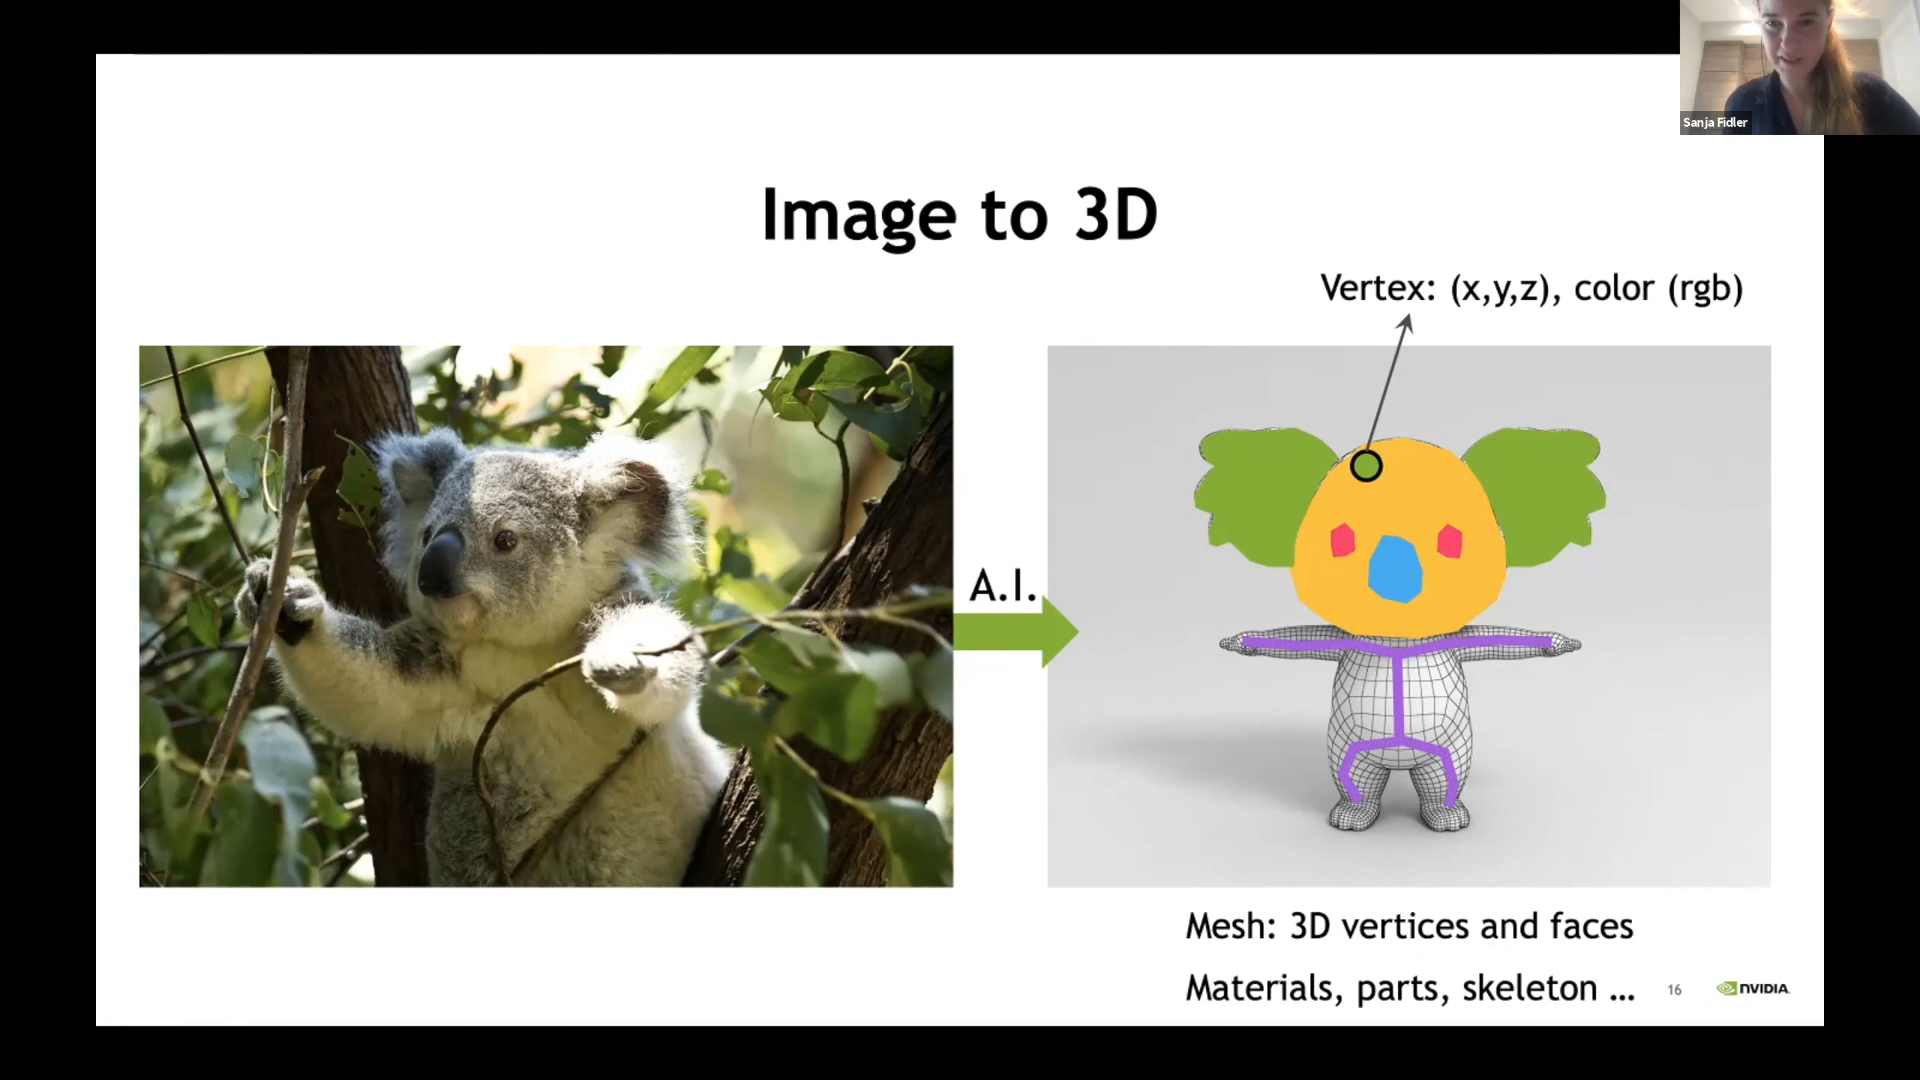 Sanja Fidler
Image to 3D
Vertex: (x,y,z), color (rgb)
A.I.
Mesh: 3D vertices and faces
Materials, parts, skeleton ...
16
NVIDIA